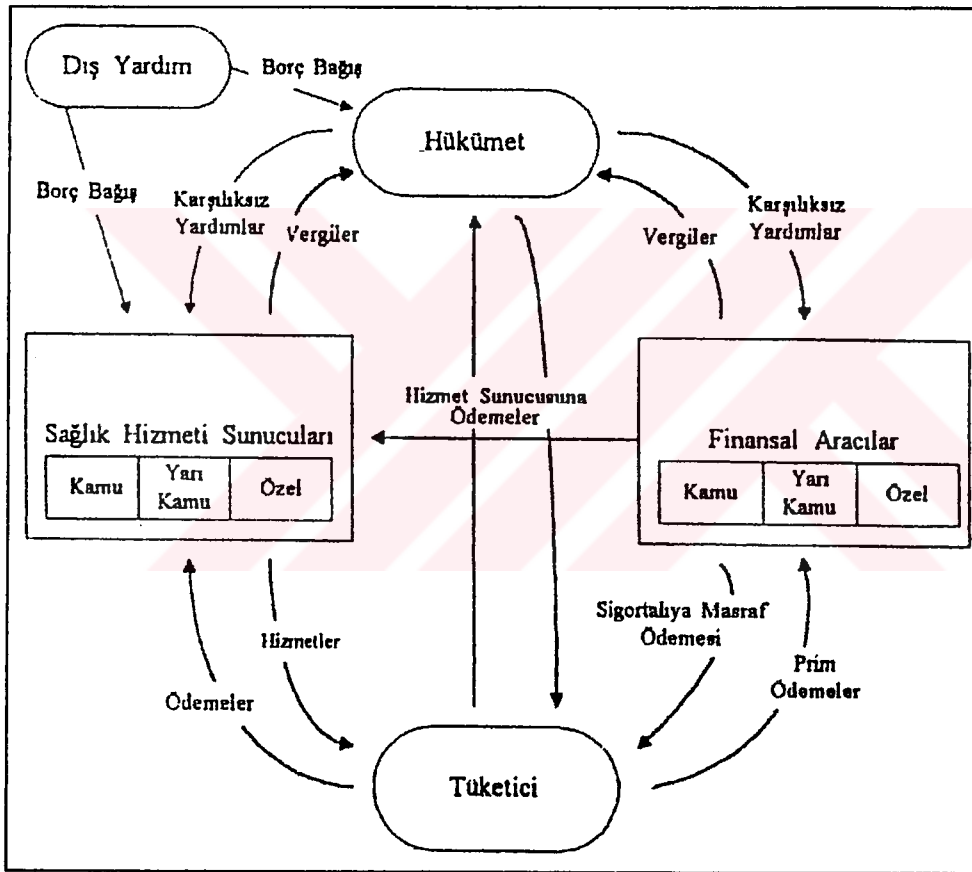 Dış Yardım
Borç Bağış
Hükümet
Borç Bağış
Karşılıksız
Yardımlar
Vergiler
Vergiler
Karşılıksız
Yardımlar
Hizmet Sunucusuna
Ödemeler
Sağlık Hizmeti Sunucuları
Kamu
Yarı
Kamu
Özel
Finansal Aracılar
Kamu
Yarı
Kamu
Özel
Hizmetler
Ödemeler
Sigortalıya Masraf
Ödemesi
Prim
Ödemeler
Tüketici